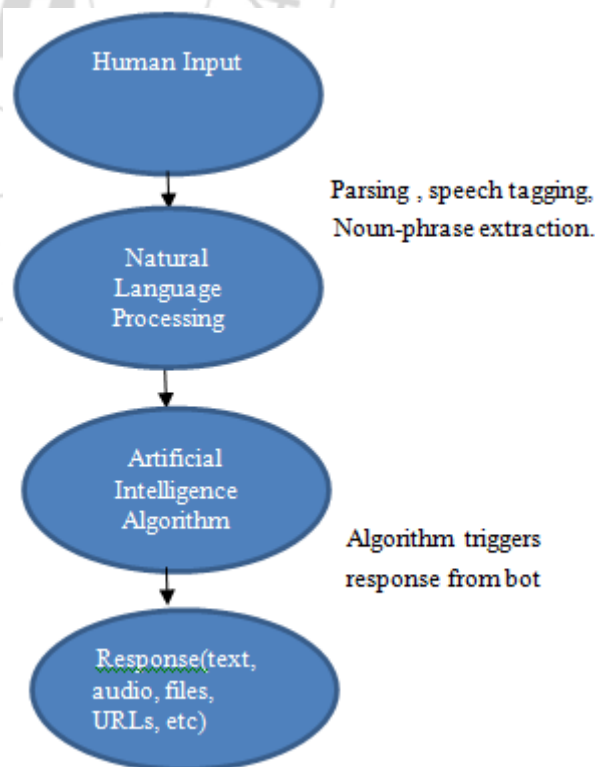 Human Input
Parsing , speech tagging,
Noun-phrase extraction.
Natural
Language
Processing
Artificial
Intelligence
Algorithm
Algorithm triggers
response from bot
Response(text,
audio, files,
URLs, etc)